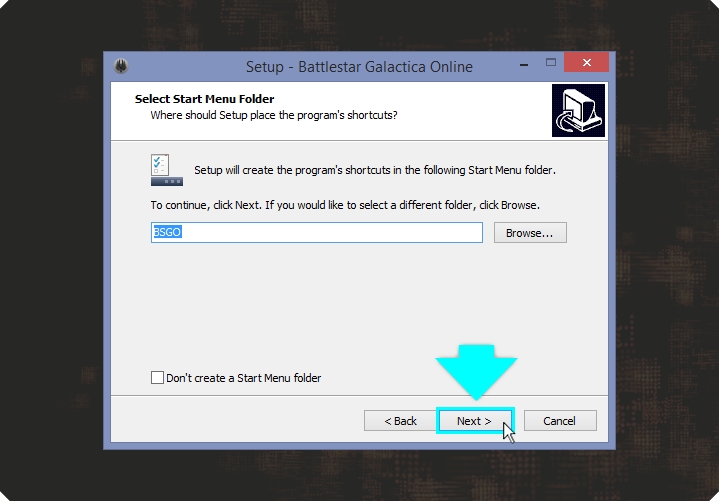 Setup - Battlestar Galactica Online
Select Start Menu Folder
Where should Setup place the program's shortcuts?
Setup will create the program's shortcuts in the following Start Menu folder.
To continue, click Next. If you would like to select a different folder, click Browse.
BSGO
Browse...
Don't create a Start Menu folder
< Back
Next >
Cancel